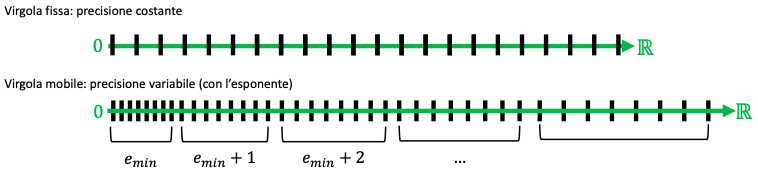 Virgola fissa: precisione costante
0 ℝ
Virgola mobile: precisione variabile (con l'esponente)
0 ℝ
e_min e_min + 1 e_min + 2 ...